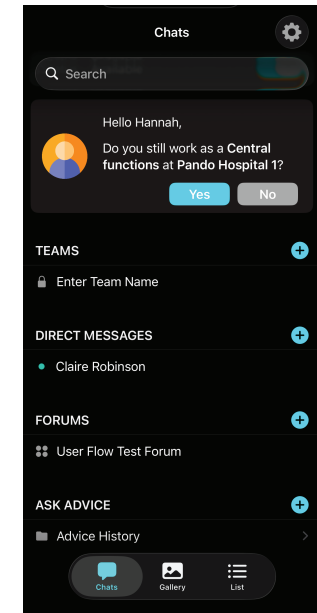 Chats
Search
Hello Hannah,
Do you still work as a Central
functions at Pando Hospital 1?
Yes
No
TEAMS
Enter Team Name
DIRECT MESSAGES
Claire Robinson
FORUMS
User Flow Test Forum
ASK ADVICE
Advice History
Chats
Gallery
List